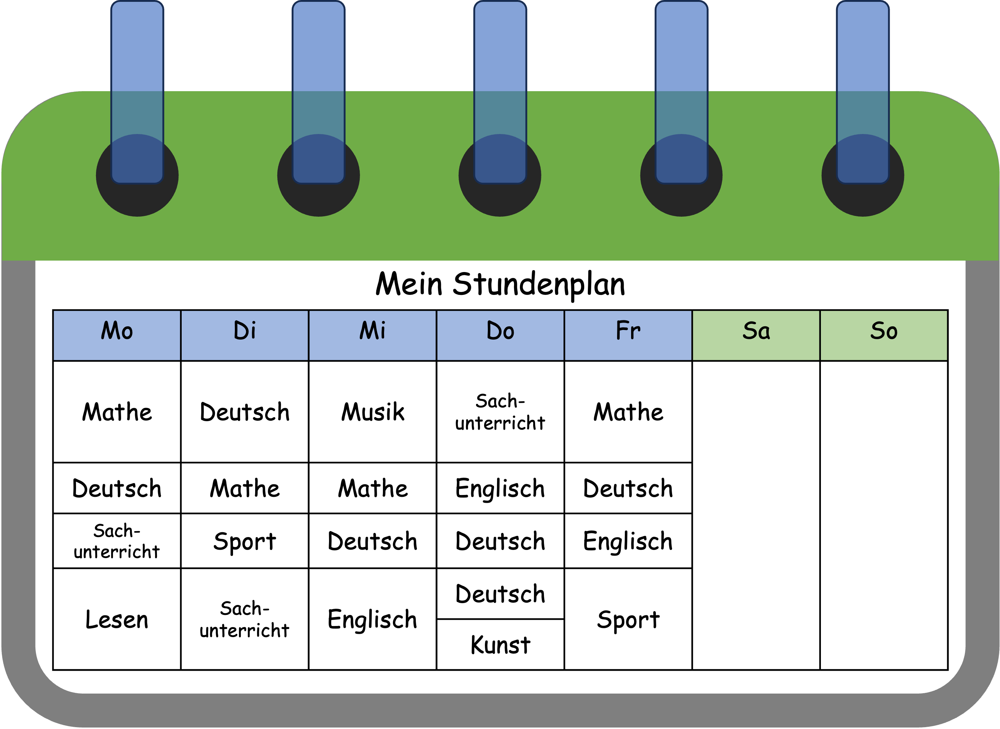 Mein Stundenplan
Mo Di Mi Do Fr Sa So
Mathe Deutsch Musik Sach-
unterricht Mathe
Deutsch Mathe Mathe Englisch Deutsch
Sach-
unterricht Sport Deutsch Deutsch Englisch
Lesen Sach-
unterricht Englisch Deutsch Sport
Kunst